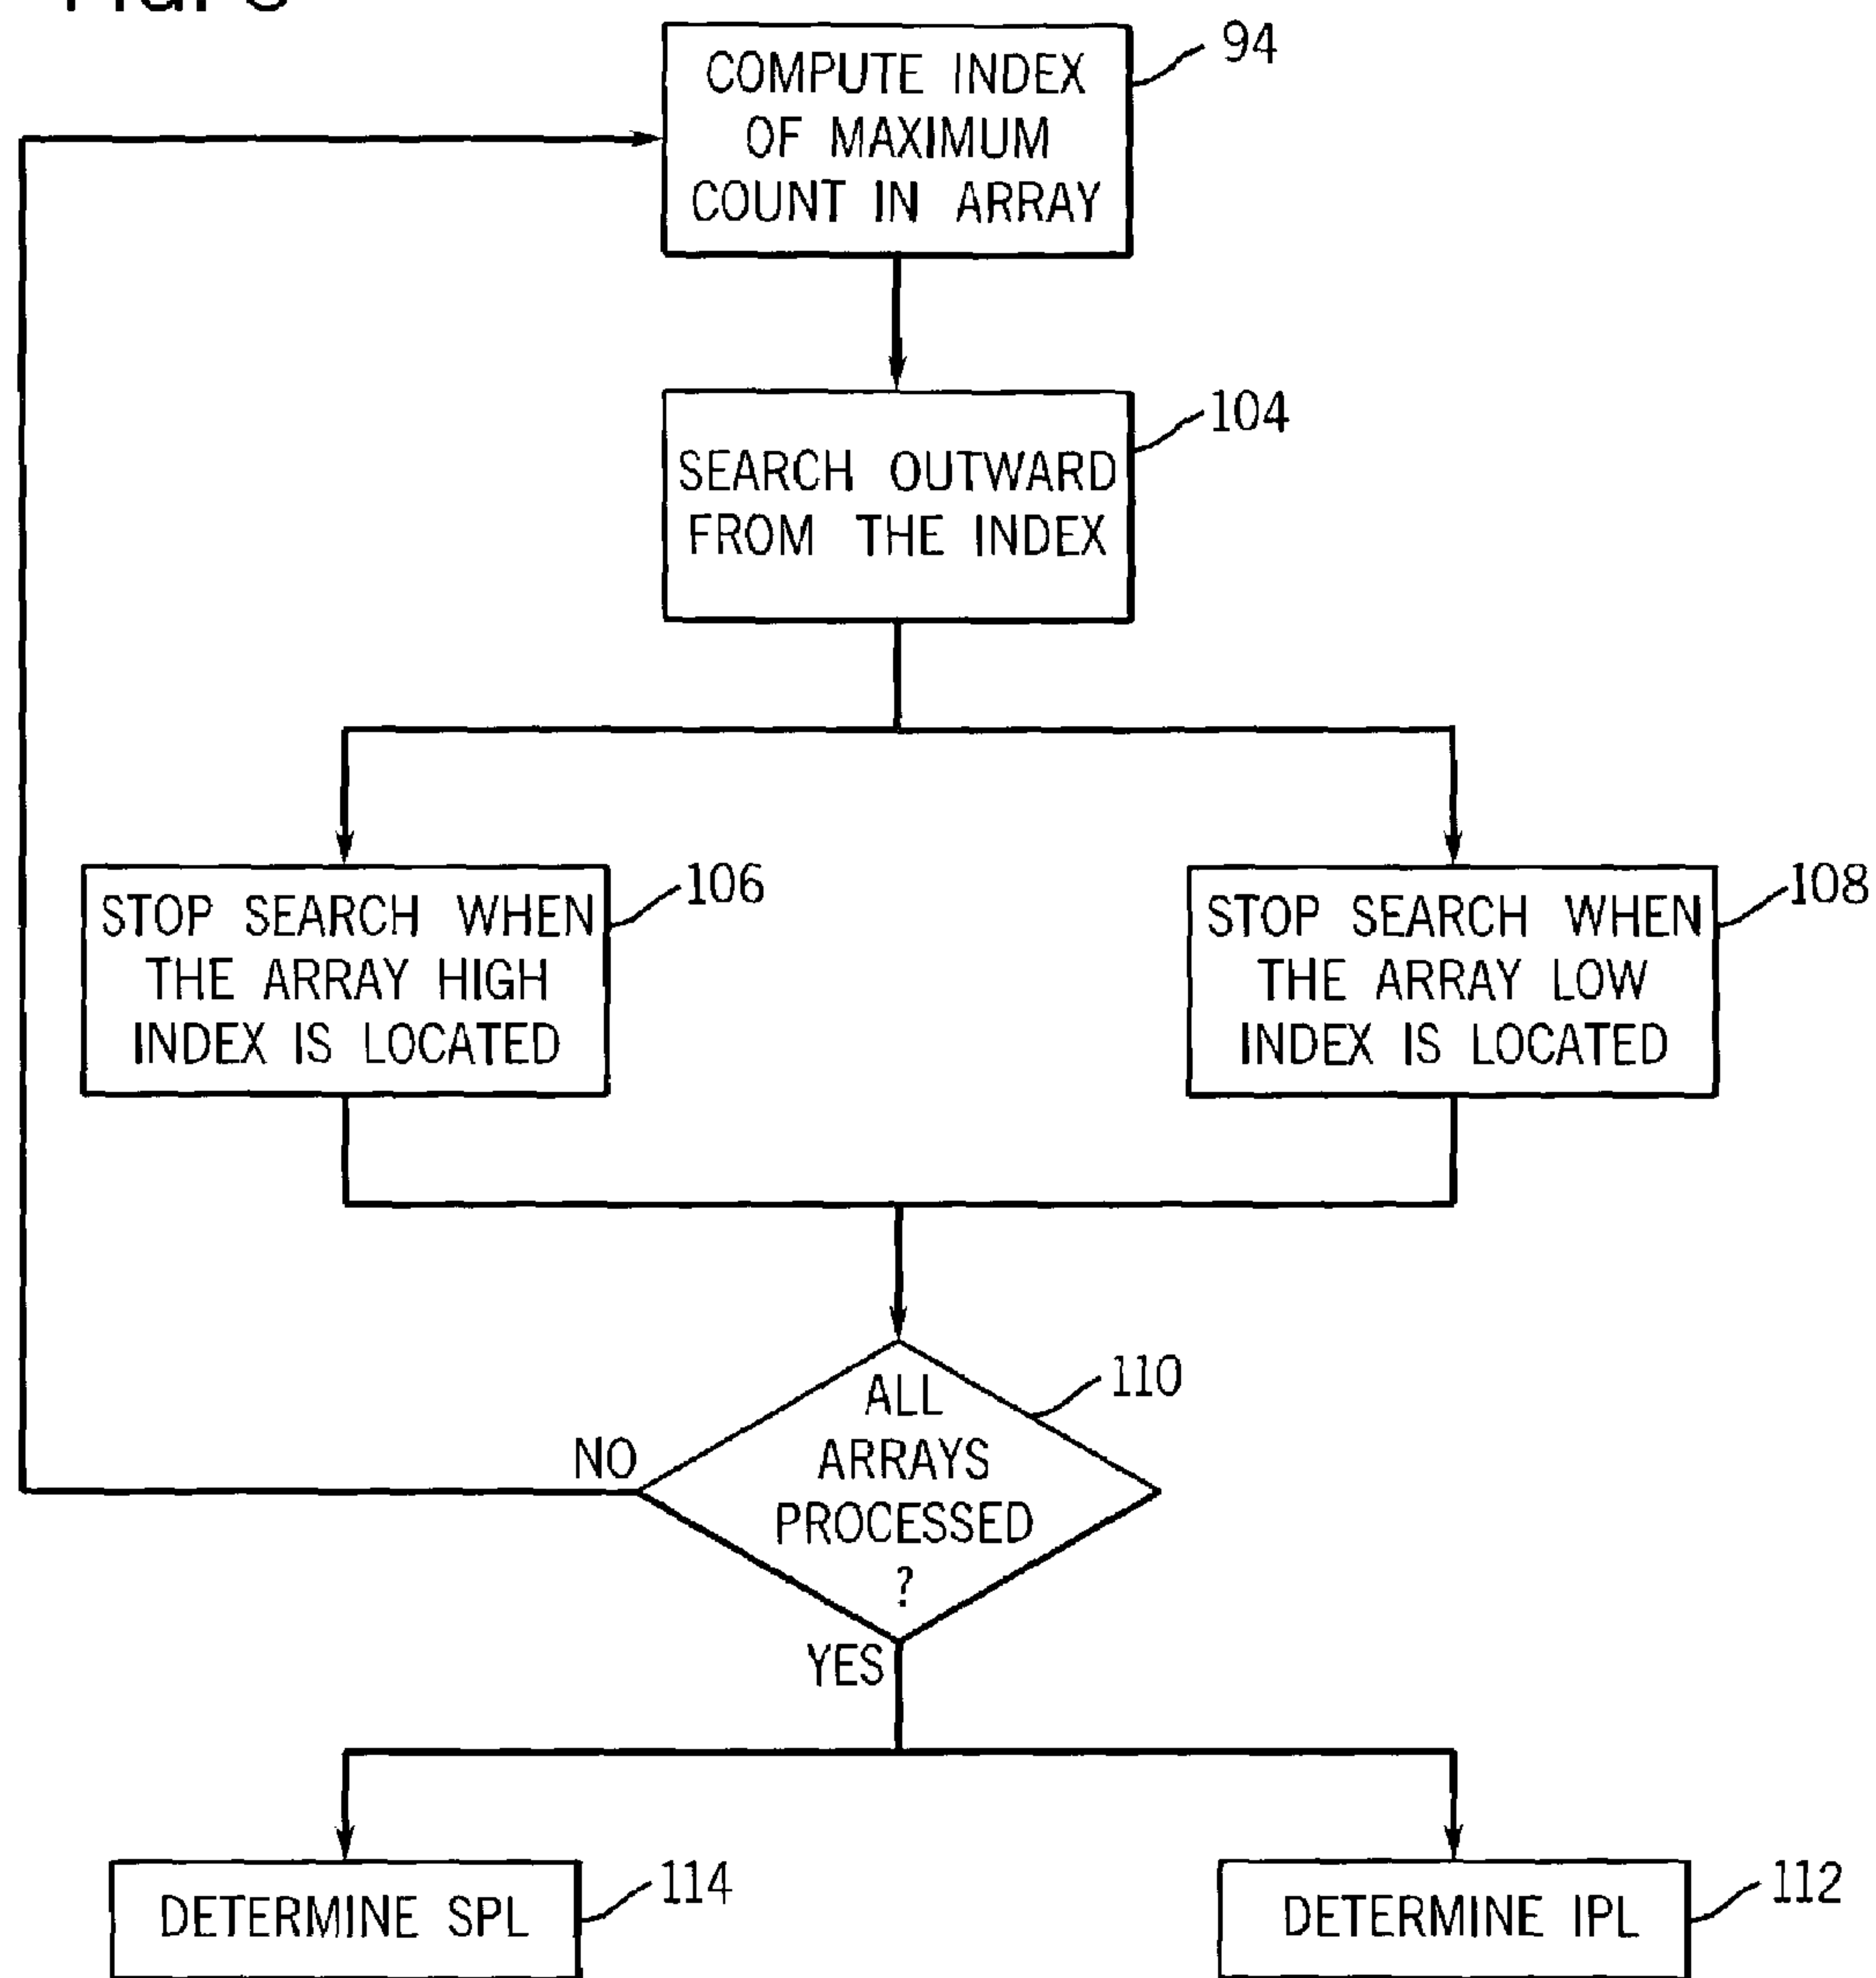 94
COMPUTE INDEX
OF MAXIMUM
COUNT IN ARRAY
104
SEARCH OUTWARD
FROM THE INDEX
106
STOP SEARCH WHEN
THE ARRAY HIGH
INDEX IS LOCATED
108
STOP SEARCH WHEN
THE ARRAY LOW
INDEX IS LOCATED
110
ALL
ARRAYS
PROCESSED
?
NO
YES
114
DETERMINE SPL
112
DETERMINE IPL